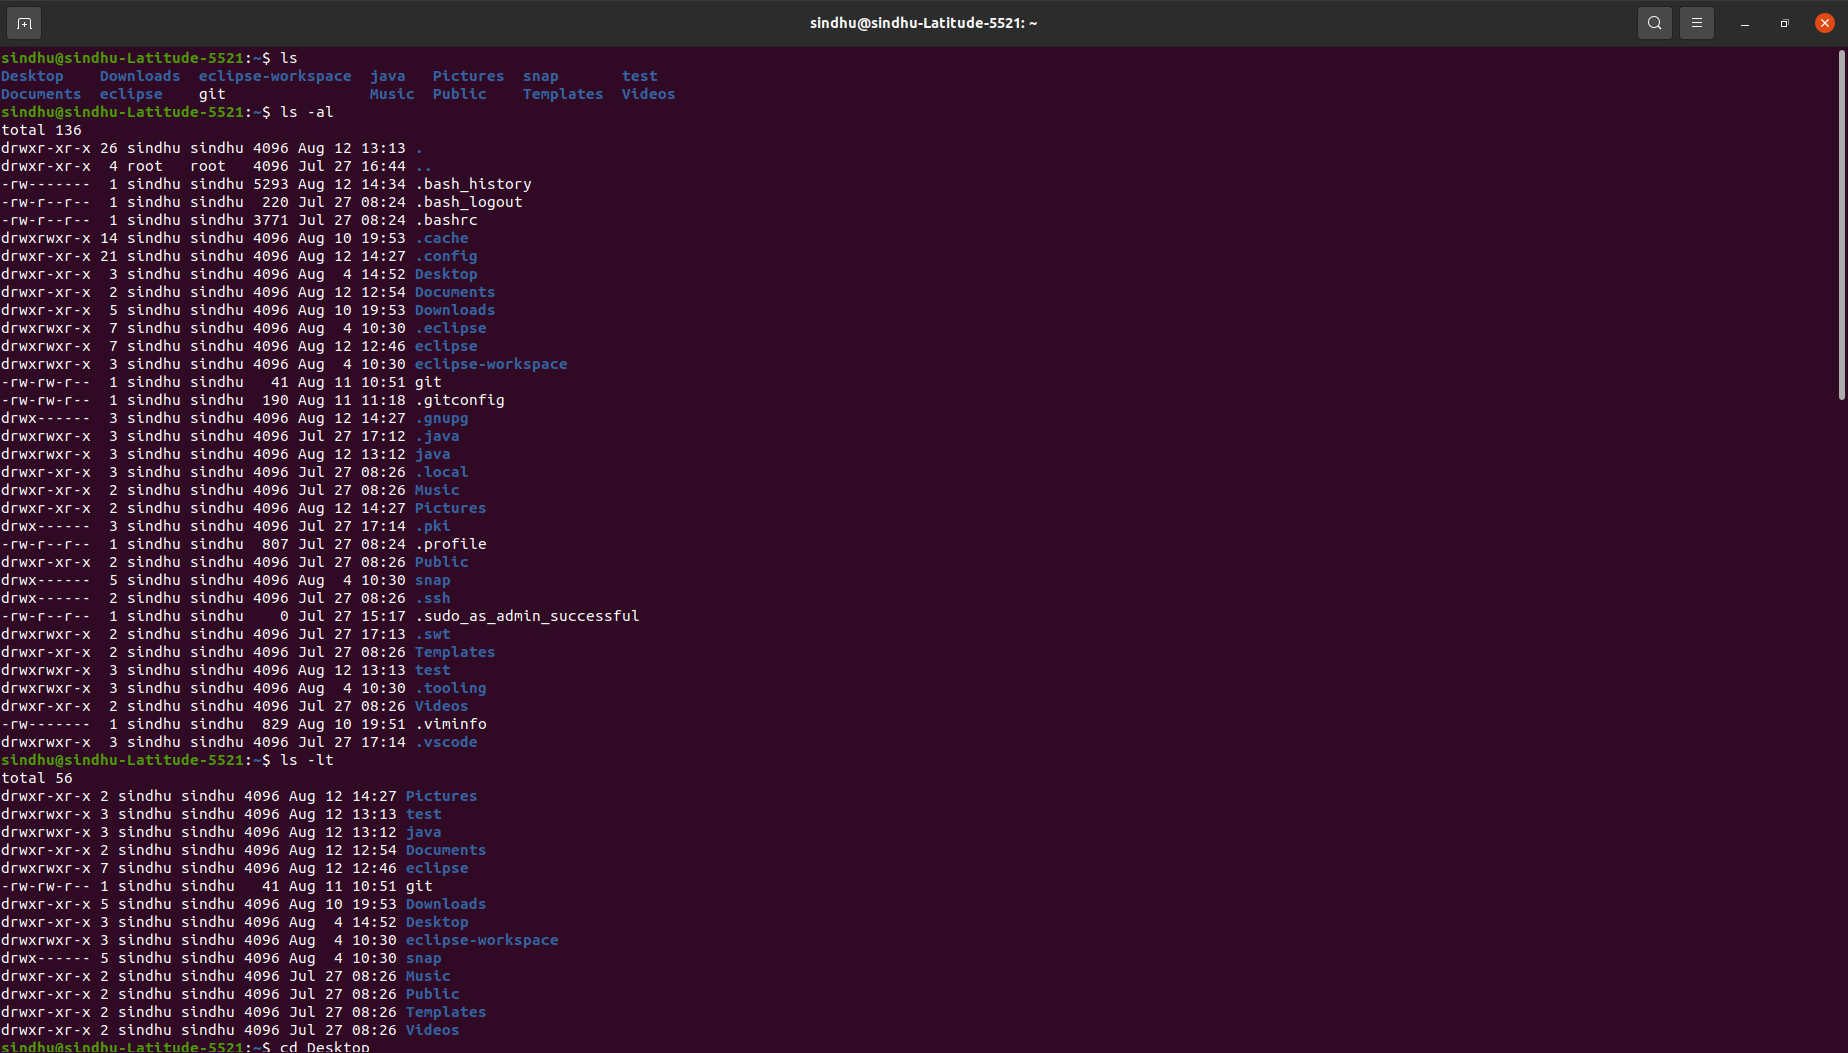 sindhu@sindhu-Latitude-5521: ~
sindhu@sindhu-Latitude-5521:~$ ls
Desktop    Downloads  eclipse-workspace  java   Pictures  snap       test
Documents  eclipse    git                Music  Public    Templates  Videos
sindhu@sindhu-Latitude-5521:~$ ls -al
total 136
drwxr-xr-x 26 sindhu sindhu 4096 Aug 12 13:13 .
drwxr-xr-x  4 root   root   4096 Jul 27 16:44 ..
-rw-------  1 sindhu sindhu 5293 Aug 12 14:34 .bash_history
-rw-r--r--  1 sindhu sindhu  220 Jul 27 08:24 .bash_logout
-rw-r--r--  1 sindhu sindhu 3771 Jul 27 08:24 .bashrc
drwxrwxr-x 14 sindhu sindhu 4096 Aug 10 19:53 .cache
drwxr-xr-x 21 sindhu sindhu 4096 Aug 12 14:27 .config
drwxr-xr-x  3 sindhu sindhu 4096 Aug  4 14:52 Desktop
drwxr-xr-x  2 sindhu sindhu 4096 Aug 12 12:54 Documents
drwxr-xr-x  5 sindhu sindhu 4096 Aug 10 19:53 Downloads
drwxrwxr-x  7 sindhu sindhu 4096 Aug  4 10:30 .eclipse
drwxrwxr-x  7 sindhu sindhu 4096 Aug 12 12:46 eclipse
drwxrwxr-x  3 sindhu sindhu 4096 Aug  4 10:30 eclipse-workspace
-rw-rw-r--  1 sindhu sindhu   41 Aug 11 10:51 git
-rw-rw-r--  1 sindhu sindhu  190 Aug 11 11:18 .gitconfig
drwx------  3 sindhu sindhu 4096 Aug 12 14:27 .gnupg
drwxrwxr-x  3 sindhu sindhu 4096 Jul 27 17:12 .java
drwxrwxr-x  3 sindhu sindhu 4096 Aug 12 13:12 java
drwxr-xr-x  3 sindhu sindhu 4096 Jul 27 08:26 .local
drwxr-xr-x  2 sindhu sindhu 4096 Jul 27 08:26 Music
drwxr-xr-x  2 sindhu sindhu 4096 Aug 12 14:27 Pictures
drwx------  3 sindhu sindhu 4096 Jul 27 17:14 .pki
-rw-r--r--  1 sindhu sindhu  807 Jul 27 08:24 .profile
drwxr-xr-x  2 sindhu sindhu 4096 Jul 27 08:26 Public
drwx------  5 sindhu sindhu 4096 Aug  4 10:30 snap
drwx------  2 sindhu sindhu 4096 Jul 27 08:26 .ssh
-rw-r--r--  1 sindhu sindhu    0 Jul 27 15:17 .sudo_as_admin_successful
drwxrwxr-x  2 sindhu sindhu 4096 Jul 27 17:13 .swt
drwxr-xr-x  2 sindhu sindhu 4096 Jul 27 08:26 Templates
drwxrwxr-x  3 sindhu sindhu 4096 Aug 12 13:13 test
drwxrwxr-x  3 sindhu sindhu 4096 Aug  4 10:30 .tooling
drwxr-xr-x  2 sindhu sindhu 4096 Jul 27 08:26 Videos
-rw-------  1 sindhu sindhu  829 Aug 10 19:51 .viminfo
drwxrwxr-x  3 sindhu sindhu 4096 Jul 27 17:14 .vscode
sindhu@sindhu-Latitude-5521:~$ ls -lt
total 56
drwxr-xr-x 2 sindhu sindhu 4096 Aug 12 14:27 Pictures
drwxrwxr-x 3 sindhu sindhu 4096 Aug 12 13:13 test
drwxrwxr-x 3 sindhu sindhu 4096 Aug 12 13:12 java
drwxr-xr-x 2 sindhu sindhu 4096 Aug 12 12:54 Documents
drwxrwxr-x 7 sindhu sindhu 4096 Aug 12 12:46 eclipse
-rw-rw-r-- 1 sindhu sindhu   41 Aug 11 10:51 git
drwxr-xr-x 5 sindhu sindhu 4096 Aug 10 19:53 Downloads
drwxr-xr-x 3 sindhu sindhu 4096 Aug  4 14:52 Desktop
drwxrwxr-x 3 sindhu sindhu 4096 Aug  4 10:30 eclipse-workspace
drwx------ 5 sindhu sindhu 4096 Aug  4 10:30 snap
drwxr-xr-x 2 sindhu sindhu 4096 Jul 27 08:26 Music
drwxr-xr-x 2 sindhu sindhu 4096 Jul 27 08:26 Public
drwxr-xr-x 2 sindhu sindhu 4096 Jul 27 08:26 Templates
drwxr-xr-x 2 sindhu sindhu 4096 Jul 27 08:26 Videos
sindhu@sindhu-Latitude-5521:~$ cd Desktop